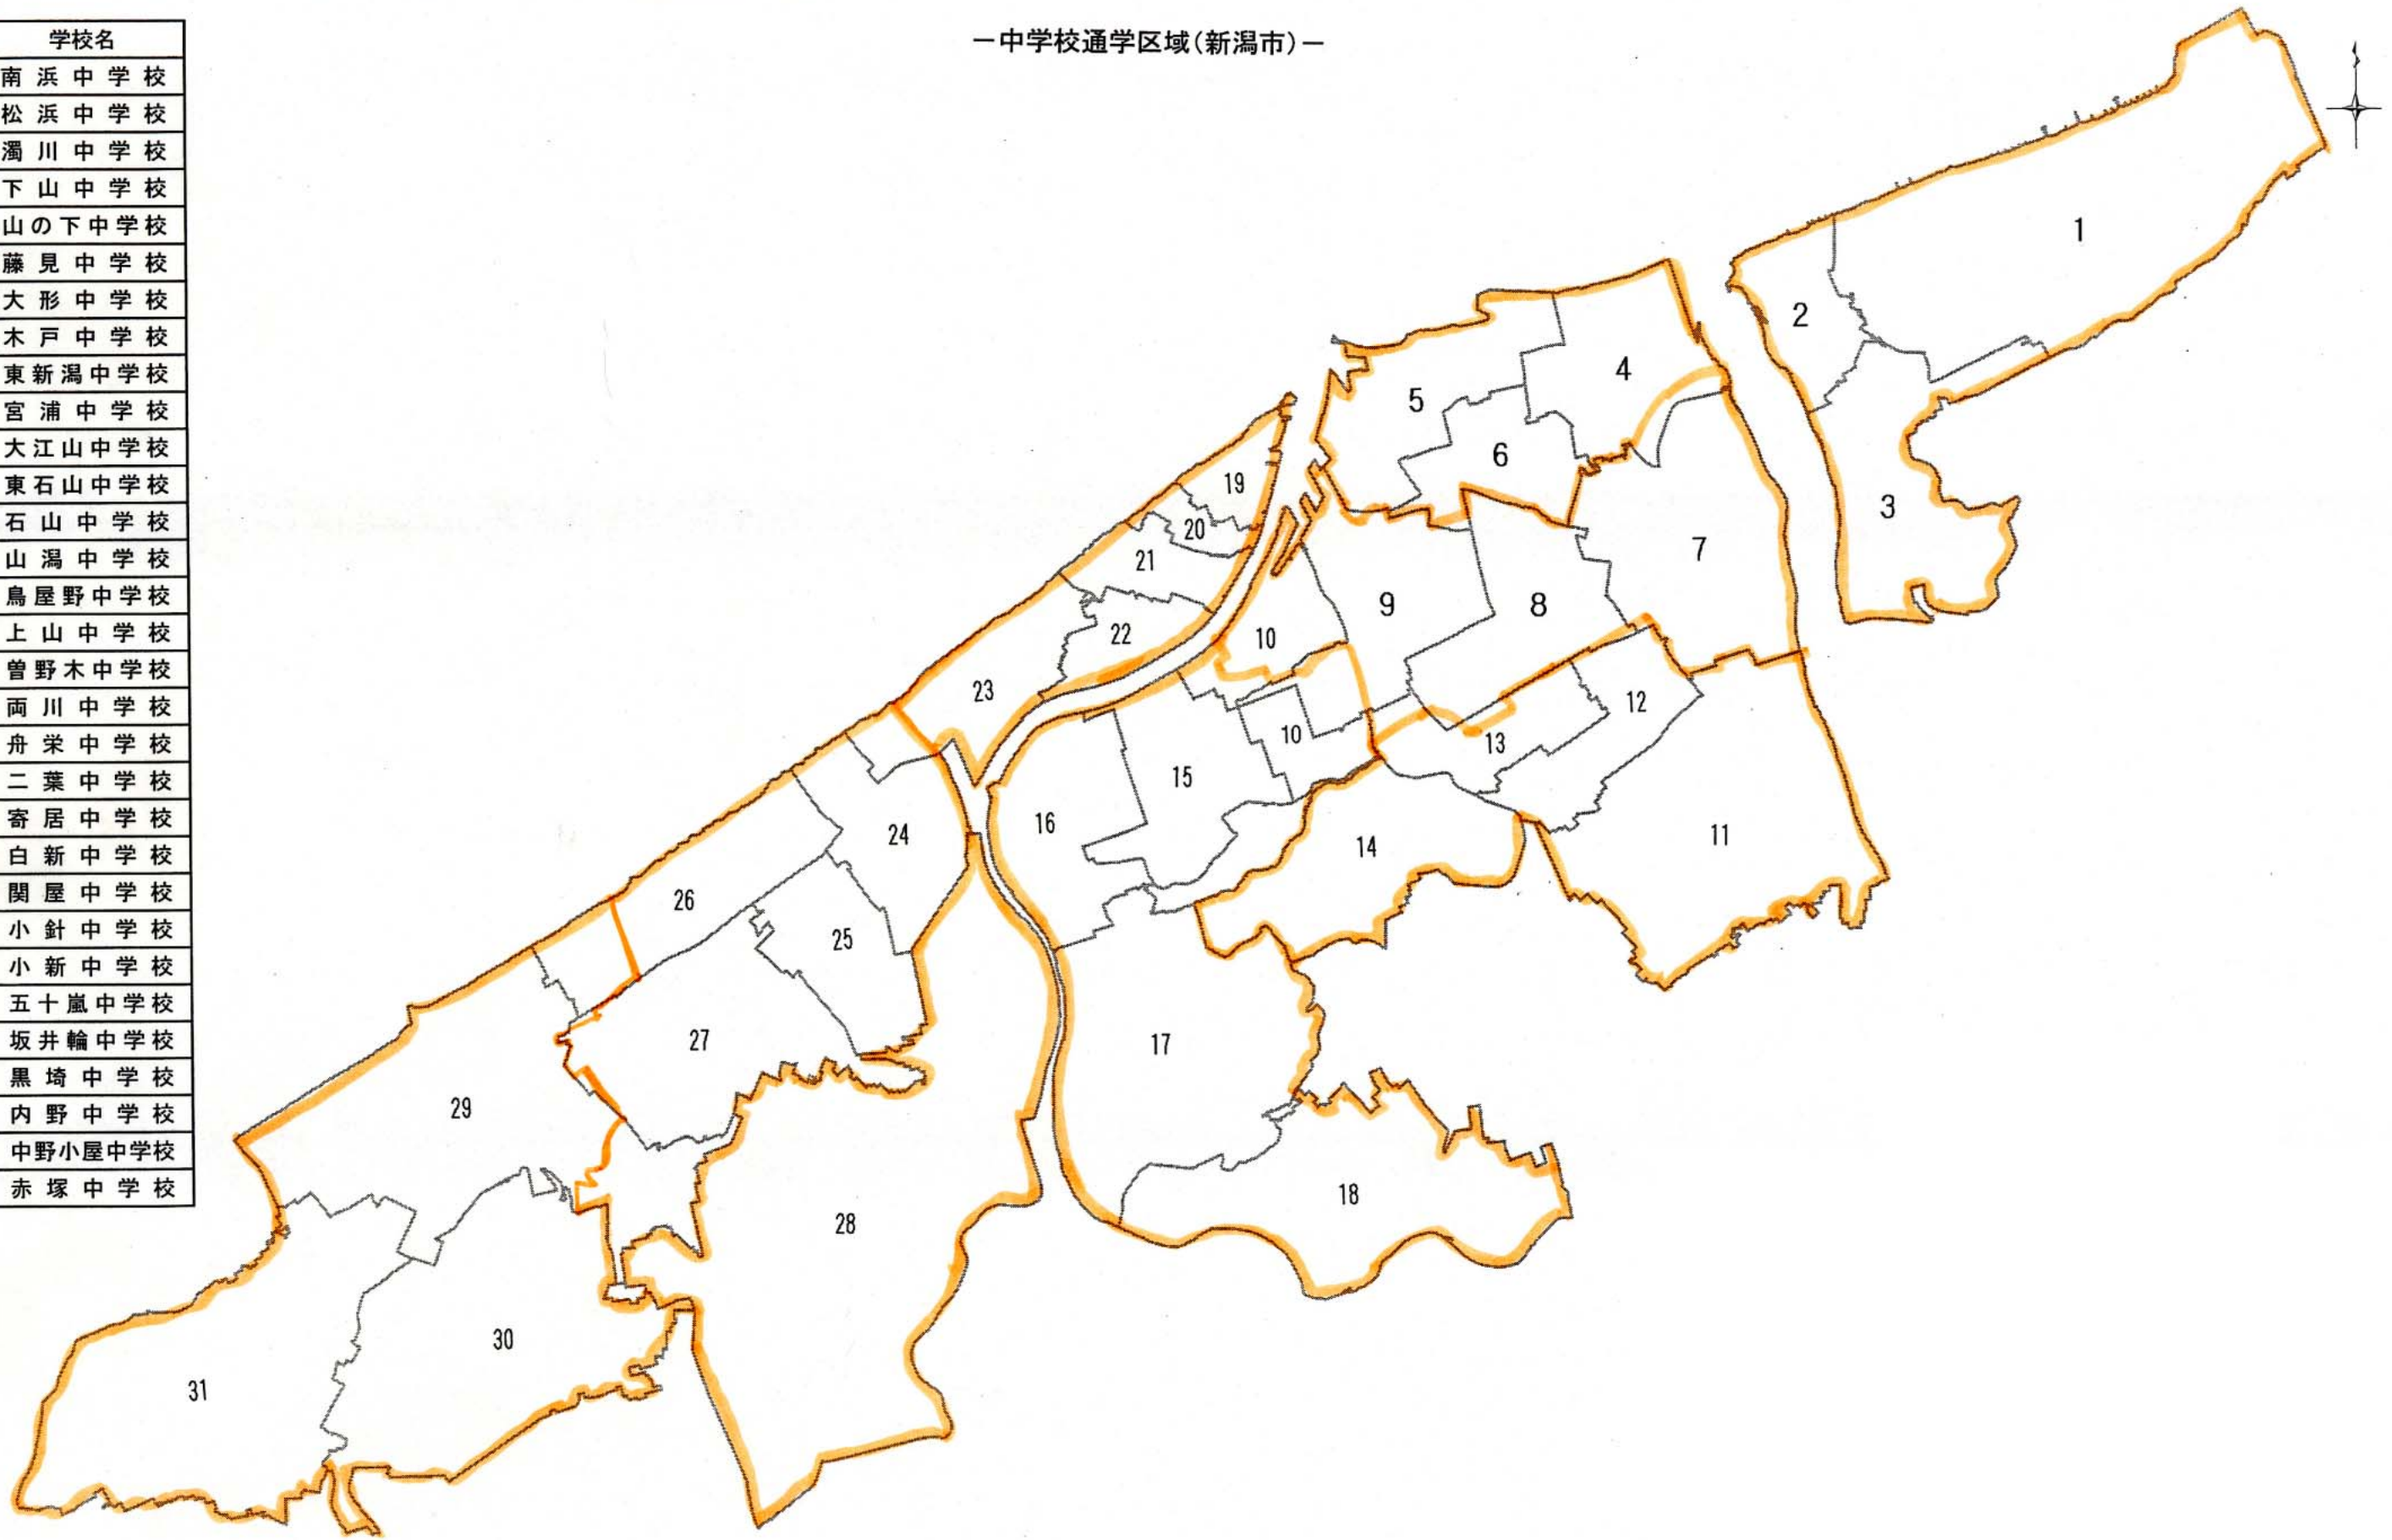 学校名
南浜中学校
松浜中学校
濁川中学校
下山中学校
山の下中学校
藤見中学校
大形中学校
木戸中学校
東新潟中学校
宮浦中学校
大江山中学校
東石山中学校
石山中学校
山潟中学校
鳥屋野中学校
上山中学校
曽野木中学校
両川中学校
舟栄中学校
二葉中学校
寄居中学校
白新中学校
関屋中学校
小針中学校
小新中学校
五十嵐中学校
坂井輪中学校
黒埼中学校
内野中学校
中野小屋中学校
赤塚中学校
－中学校通学区域(新潟市)－
1
2
3
4
5
6
7
8
9
10
10
11
12
13
14
15
16
17
18
19
20
21
22
23
24
25
26
27
28
29
30
31